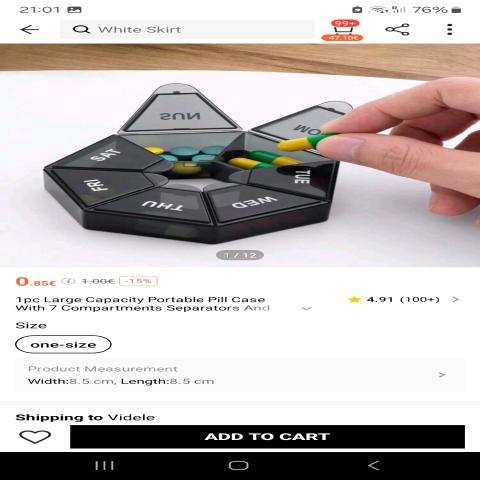 21:01
76%
White Skirt
99+
-47.10€
SUN
MO
SAT
TUE
FRI
THU
WED
1 / 12
0.85€ 1.00€ -15%
1pc Large Capacity Portable Pill Case
With 7 Compartments Separators And
4.91 (100+)
Size
one-size
Product Measurement
Width:8.5 cm, Length:8.5 cm
Shipping to Videle
ADD TO CART